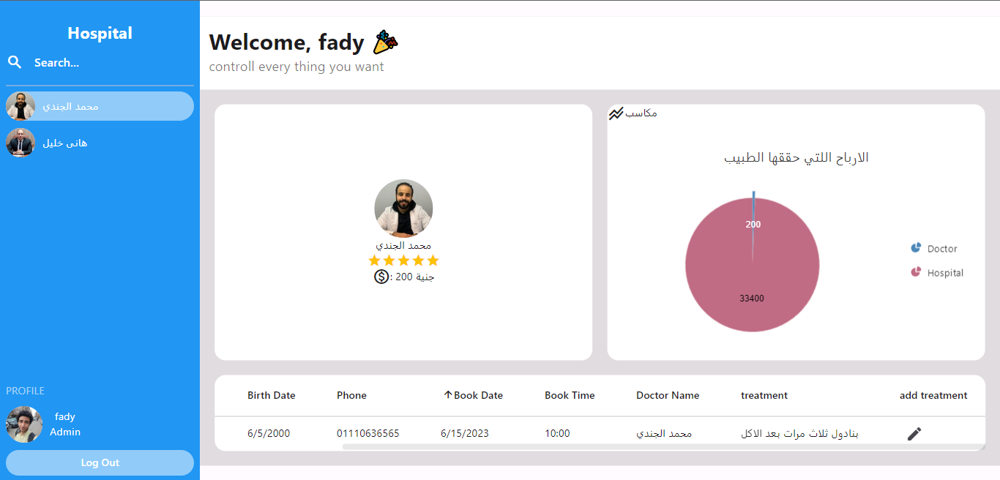 Hospital
Search...
محمد الجندي
هانى خليل
PROFILE
fady
Admin
Log Out
Welcome, fady
controll every thing you want
محمد الجندي
جنية 200 :
مكاسب
الارباح اللتي حققها الطبيب
200
33400
Doctor
Hospital
Birth Date Phone Book Date Book Time Doctor Name treatment add treatment
6/5/2000 01110636565 6/15/2023 10:00 محمد الجندي بنادول ثلاث مرات بعد الاكل